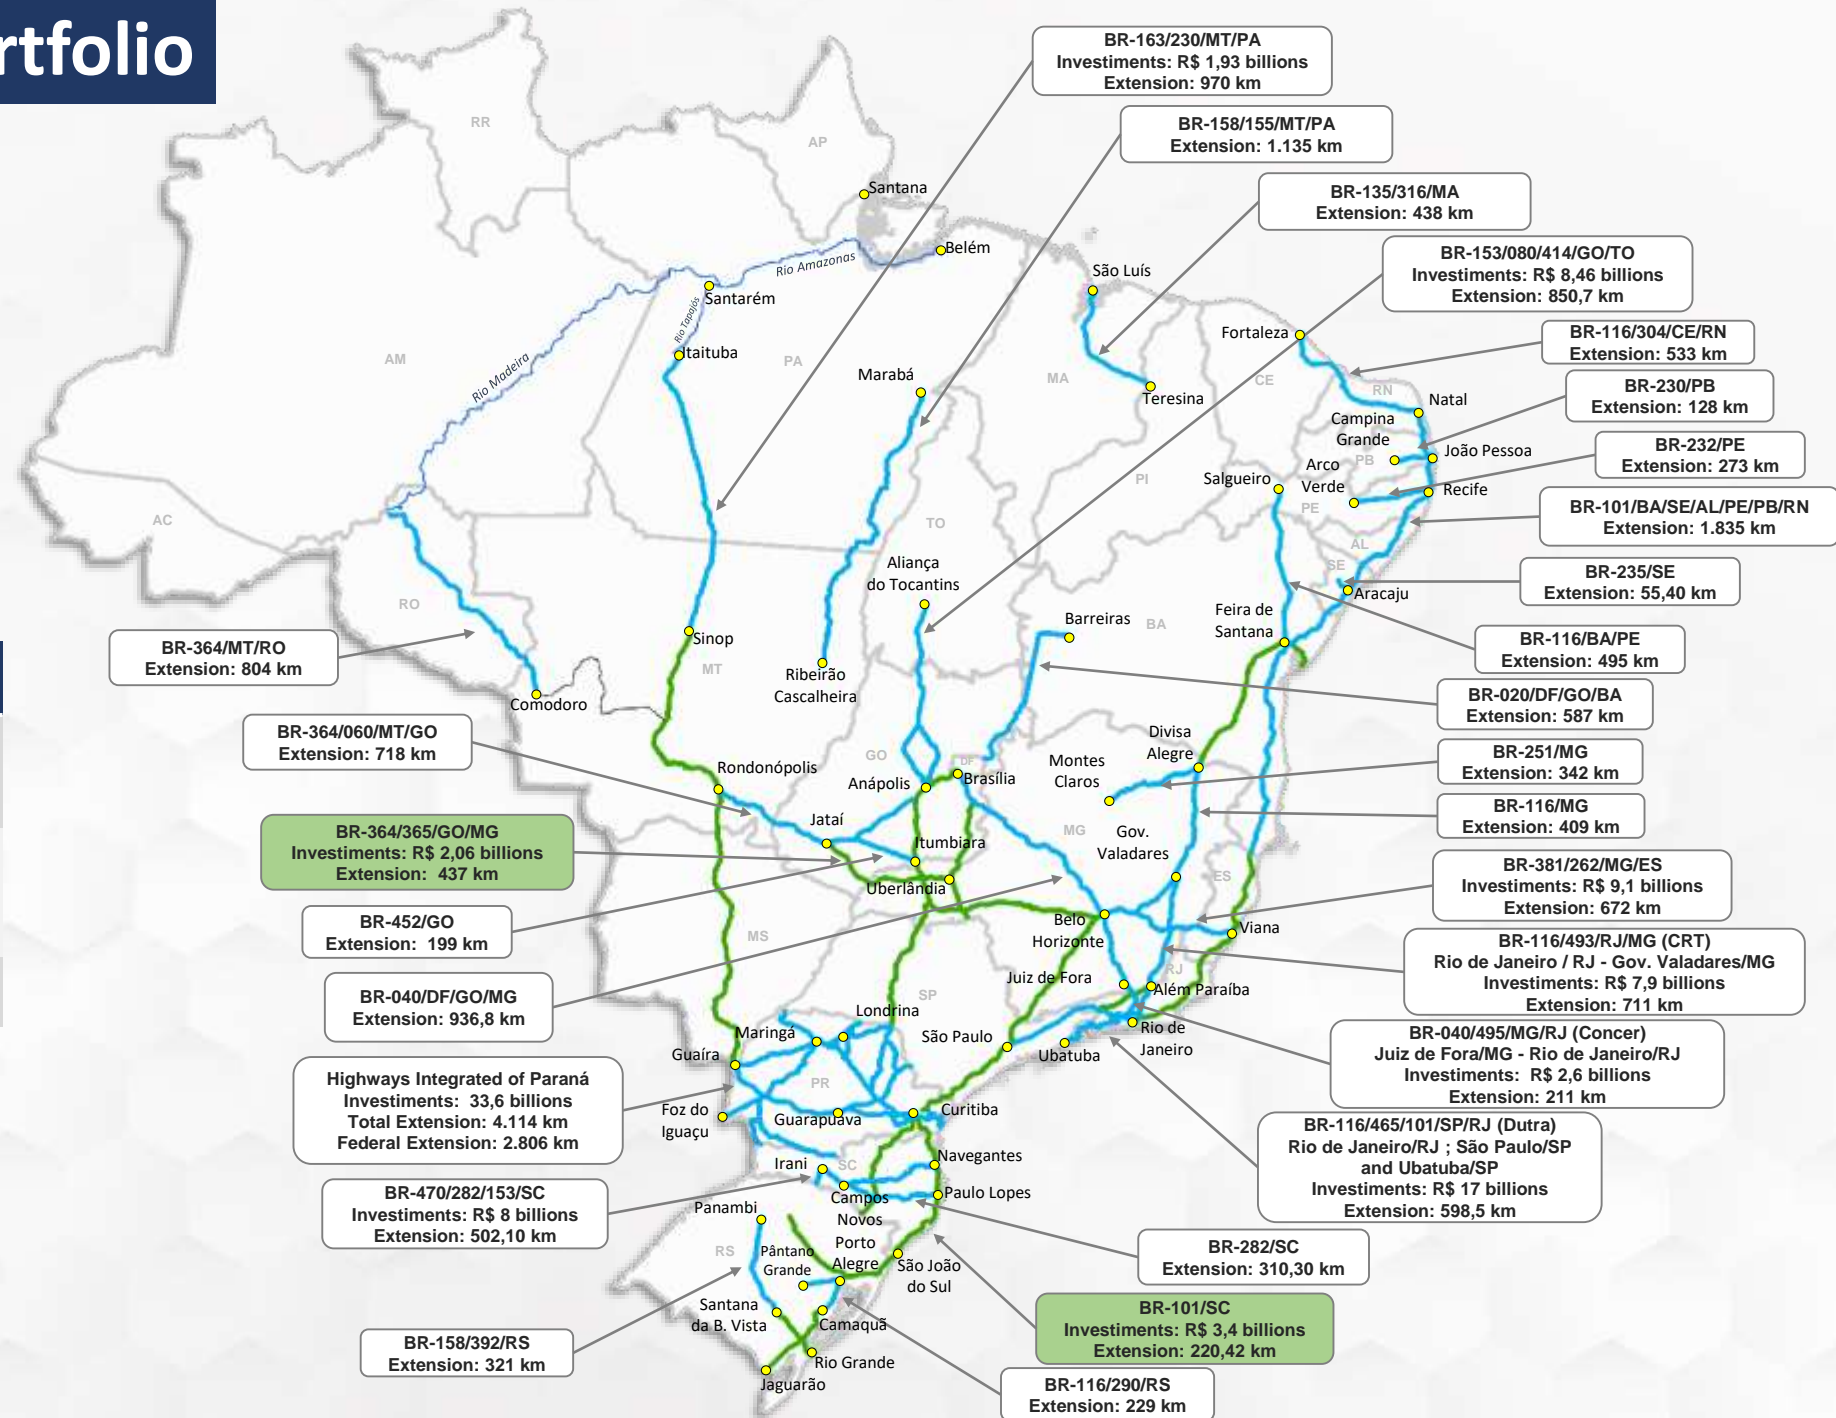 rtfolio
BR-163/230/MT/PA
Investiments: R$ 1,93 billions
Extension: 970 km
BR-158/155/MT/PA
Extension: 1.135 km
BR-135/316/MA
Extension: 438 km
BR-153/080/414/GO/TO
Investiments: R$ 8,46 billions
Extension: 850,7 km
BR-116/304/CE/RN
Extension: 533 km
BR-230/PB
Extension: 128 km
BR-232/PE
Extension: 273 km
BR-101/BA/SE/AL/PE/PB/RN
Extension: 1.835 km
BR-235/SE
Extension: 55,40 km
BR-116/BA/PE
Extension: 495 km
BR-020/DF/GO/BA
Extension: 587 km
BR-251/MG
Extension: 342 km
BR-116/MG
Extension: 409 km
BR-381/262/MG/ES
Investiments: R$ 9,1 billions
Extension: 672 km
BR-116/493/RJ/MG (CRT)
Rio de Janeiro / RJ - Gov. Valadares/MG
Investiments: R$ 7,9 billions
Extension: 711 km
BR-040/495/MG/RJ (Concer)
Juiz de Fora/MG - Rio de Janeiro/RJ
Investiments: R$ 2,6 billions
Extension: 211 km
BR-116/465/101/SP/RJ (Dutra)
Rio de Janeiro/RJ ; São Paulo/SP
and Ubatuba/SP
Investiments: R$ 17 billions
Extension: 598,5 km
BR-282/SC
Extension: 310,30 km
BR-101/SC
Investiments: R$ 3,4 billions
Extension: 220,42 km
BR-116/290/RS
Extension: 229 km
BR-364/MT/RO
Extension: 804 km
BR-364/060/MT/GO
Extension: 718 km
BR-364/365/GO/MG
Investiments: R$ 2,06 billions
Extension: 437 km
BR-452/GO
Extension: 199 km
BR-040/DF/GO/MG
Extension: 936,8 km
Highways Integrated of Paraná
Investiments: 33,6 billions
Total Extension: 4.114 km
Federal Extension: 2.806 km
BR-470/282/153/SC
Investiments: R$ 8 billions
Extension: 502,10 km
BR-158/392/RS
Extension: 321 km
RR
AP
AM
PA
MA
CE
RN
PB
PE
AL
SE
PI
TO
BA
AC
RO
MT
GO
DF
MG
ES
MS
SP
RJ
PR
SC
RS
Rio Amazonas
Rio Tapajós
Rio Madeira
Santana
Belém
Santarém
Itaituba
Marabá
São Luís
Teresina
Fortaleza
Natal
Campina
Grande
João Pessoa
Arco
Verde
Recife
Salgueiro
Aracaju
Feira de
Santana
Aliança
do Tocantins
Barreiras
Sinop
Ribeirão
Cascalheira
Comodoro
Divisa
Alegre
Montes
Claros
Rondonópolis
Anápolis
Brasília
Jataí
Itumbiara
Gov.
Valadares
Uberlândia
Belo
Horizonte
Viana
Juiz de Fora
Além Paraíba
Londrina
Maringá
São Paulo
Rio de
Janeiro
Ubatuba
Guaíra
Foz do
Iguaçu
Guarapuava
Curitiba
Irani
Navegantes
Campos
Novos
Paulo Lopes
Panambi
Pântano
Grande
Porto
Alegre
São João
do Sul
Santana
da B. Vista
Camaquã
Rio Grande
Jaguarão